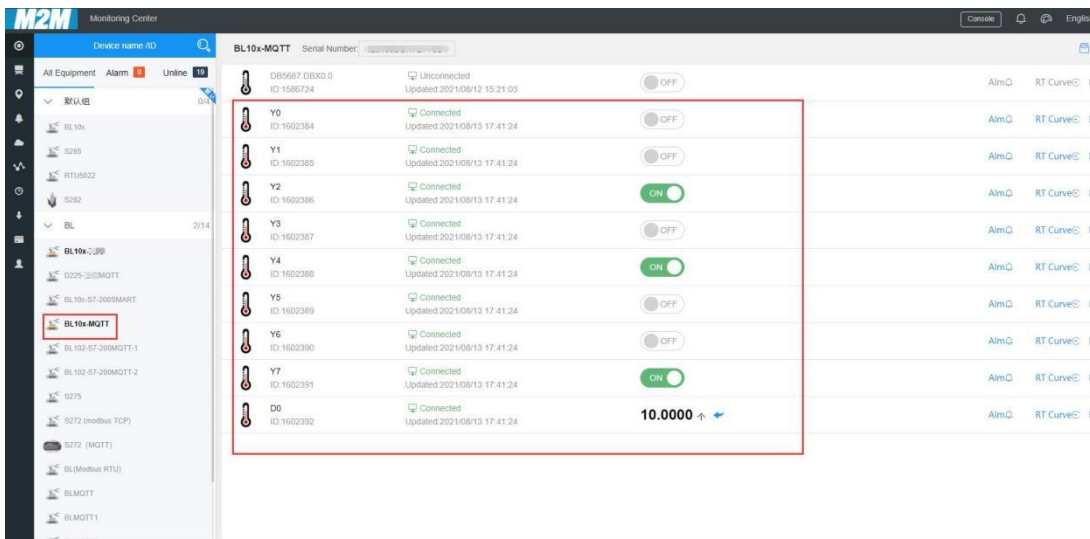 M2M Monitoring Center Console Englis
Device name /ID
BL10x-MQTT Serial Number:
All Equipment Alarm Unline 19
默认组 0/4
BL10x
S265
RTU5022
S282
BL 2/14
BL10x-
D225- MQTT
BL10x-S7-200SMART
BL10x-MQTT
BL102-S7-200MQTT-1
BL102-S7-200MQTT-2
S275
S272 (modbus TCP)
S272 (MQTT)
BL(Modbus RTU)
BLMQTT
BLMQTT1
DB5687.DBX0.0 Unconnected OFF Alm RT Curve
ID:1586724 Updated:2021/08/12 15:21:03
Y0 Connected OFF Alm RT Curve
ID:1602384 Updated:2021/08/13 17:41:24
Y1 Connected OFF Alm RT Curve
ID:1602385 Updated:2021/08/13 17:41:24
Y2 Connected ON Alm RT Curve
ID:1602386 Updated:2021/08/13 17:41:24
Y3 Connected OFF Alm RT Curve
ID:1602387 Updated:2021/08/13 17:41:24
Y4 Connected ON Alm RT Curve
ID:1602388 Updated:2021/08/13 17:41:24
Y5 Connected OFF Alm RT Curve
ID:1602389 Updated:2021/08/13 17:41:24
Y6 Connected OFF Alm RT Curve
ID:1602390 Updated:2021/08/13 17:41:24
Y7 Connected ON Alm RT Curve
ID:1602391 Updated:2021/08/13 17:41:24
D0 Connected 10.0000 个 Alm RT Curve
ID:1602392 Updated:2021/08/13 17:41:24